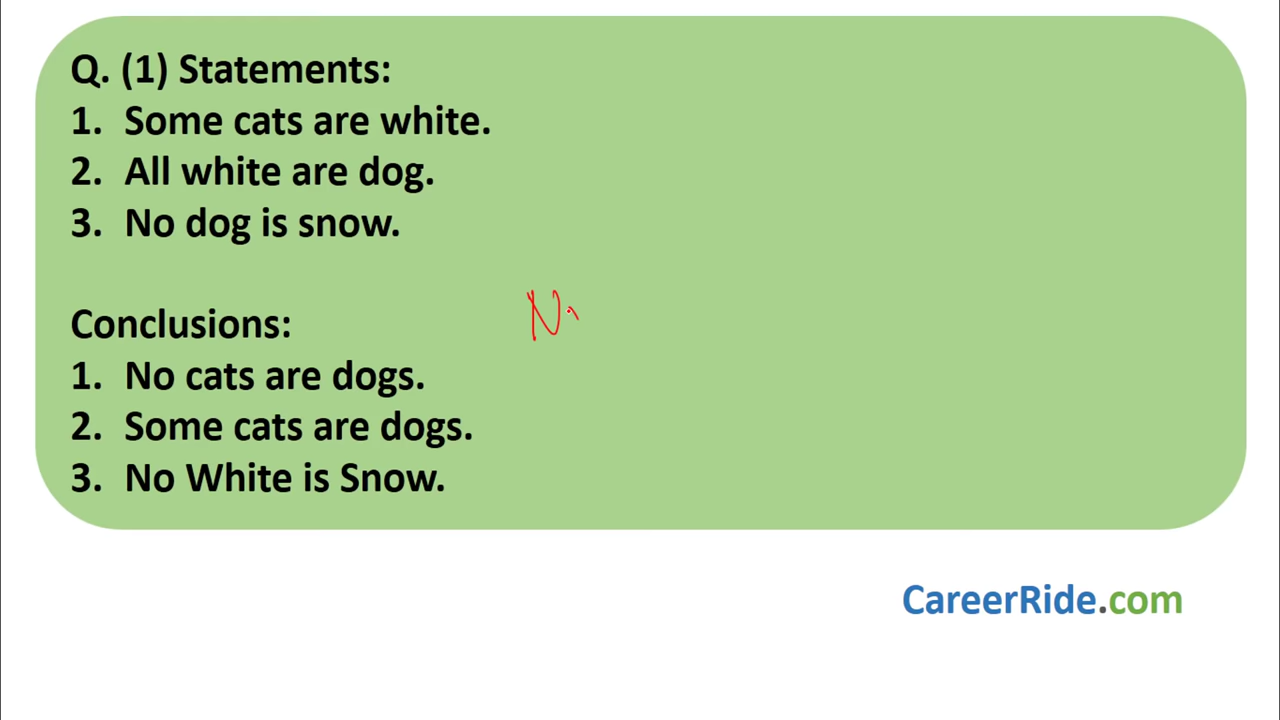 Q. (1) Statements:
1. Some cats are white.
2. All white are dog.
3. No dog is snow.
Conclusions:
1. No cats are dogs.
2. Some cats are dogs.
3. No White is Snow.
CareerRide.com